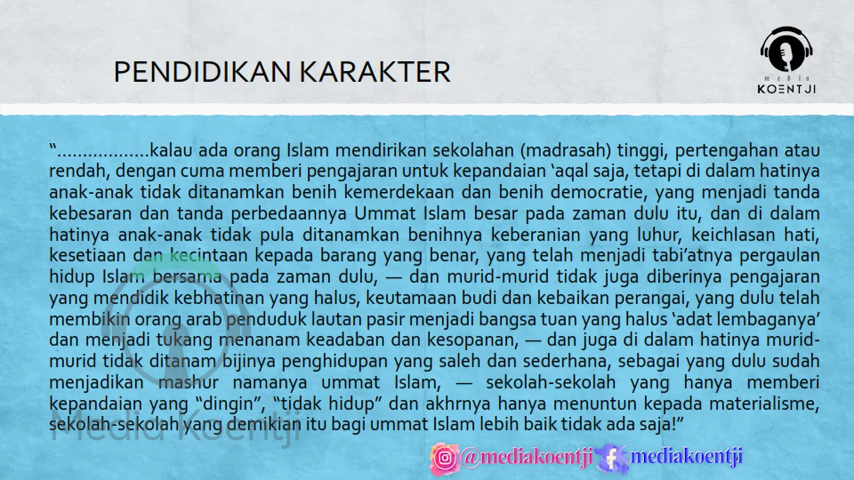 PENDIDIKAN KARAKTER
media
KOENTJI
“..................kalau ada orang Islam mendirikan sekolahan (madrasah) tinggi, pertengahan atau
rendah, dengan cuma memberi pengajaran untuk kepandaian ‘aqal saja, tetapi di dalam hatinya
anak-anak tidak ditanamkan benih kemerdekaan dan benih democratie, yang menjadi tanda
kebesaran dan tanda perbedaannya Ummat Islam besar pada zaman dulu itu, dan di dalam
hatinya anak-anak tidak pula ditanamkan benihnya keberanian yang luhur, keichlasan hati,
kesetiaan dan kecintaan kepada barang yang benar, yang telah menjadi tabi’atnya pergaulan
hidup Islam bersama pada zaman dulu, — dan murid-murid tidak juga diberinya pengajaran
yang mendidik kebhatinan yang halus, keutamaan budi dan kebaikan perangai, yang dulu telah
membikin orang arab penduduk lautan pasir menjadi bangsa tuan yang halus ‘adat lembaganya’
dan menjadi tukang menanam keadaban dan kesopanan, — dan juga di dalam hatinya murid-
murid tidak ditanam bijinya penghidupan yang saleh dan sederhana, sebagai yang dulu sudah
menjadikan mashur namanya ummat Islam, — sekolah-sekolah yang hanya memberi
kepandaian yang “dingin”, “tidak hidup” dan akhrnya hanya menuntun kepada materialisme,
sekolah-sekolah yang demikian itu bagi ummat Islam lebih baik tidak ada saja!”
Media Koentji
@mediakoentji mediakoentji